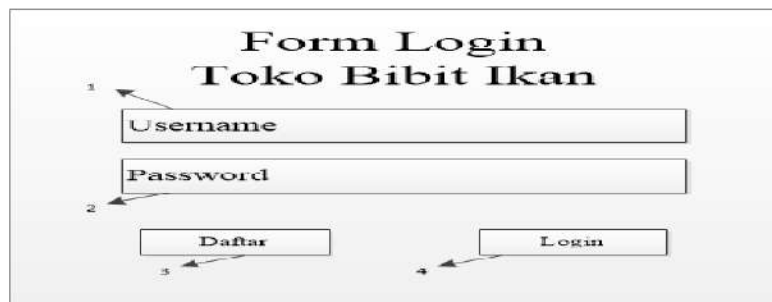 Form Login
Toko Bibit Ikan
1
Username
Password
2
Daftar
Login
3
4